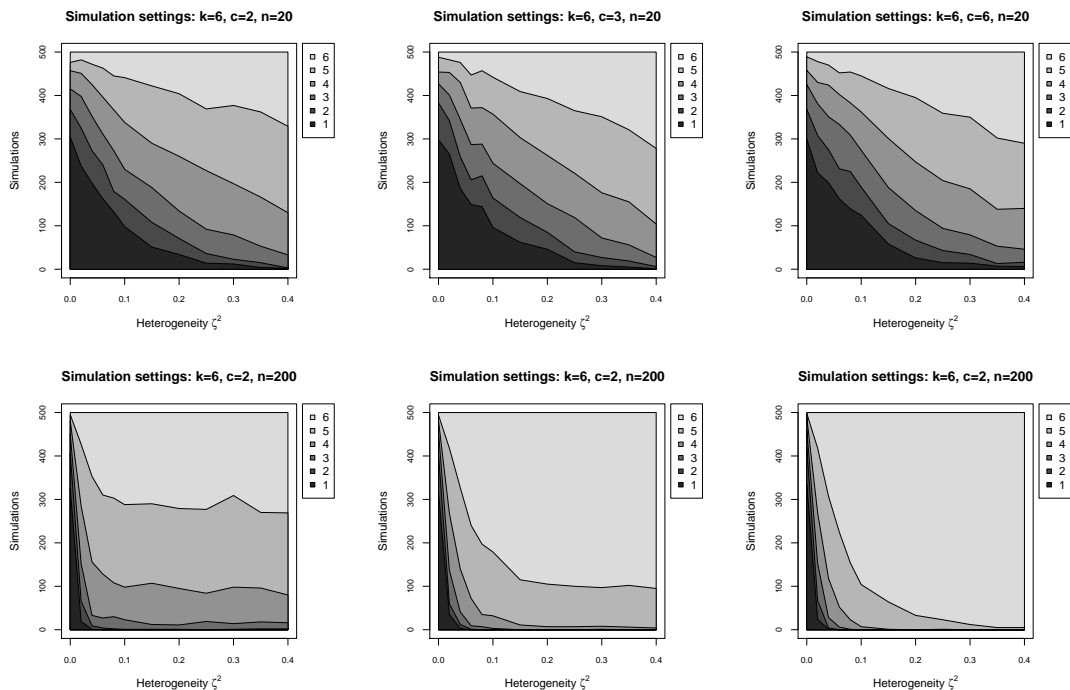 Simulation settings: k=6, c=2, n=20
Simulations
0 100 200 300 400 500
0.0 0.1 0.2 0.3 0.4
Heterogeneity ζ²
6
5
4
3
2
1
Simulation settings: k=6, c=3, n=20
Simulations
0 100 200 300 400 500
0.0 0.1 0.2 0.3 0.4
Heterogeneity ζ²
6
5
4
3
2
1
Simulation settings: k=6, c=6, n=20
Simulations
0 100 200 300 400 500
0.0 0.1 0.2 0.3 0.4
Heterogeneity ζ²
6
5
4
3
2
1
Simulation settings: k=6, c=2, n=200
Simulations
0 100 200 300 400 500
0.0 0.1 0.2 0.3 0.4
Heterogeneity ζ²
6
5
4
3
2
1
Simulation settings: k=6, c=2, n=200
Simulations
0 100 200 300 400 500
0.0 0.1 0.2 0.3 0.4
Heterogeneity ζ²
6
5
4
3
2
1
Simulation settings: k=6, c=2, n=200
Simulations
0 100 200 300 400 500
0.0 0.1 0.2 0.3 0.4
Heterogeneity ζ²
6
5
4
3
2
1